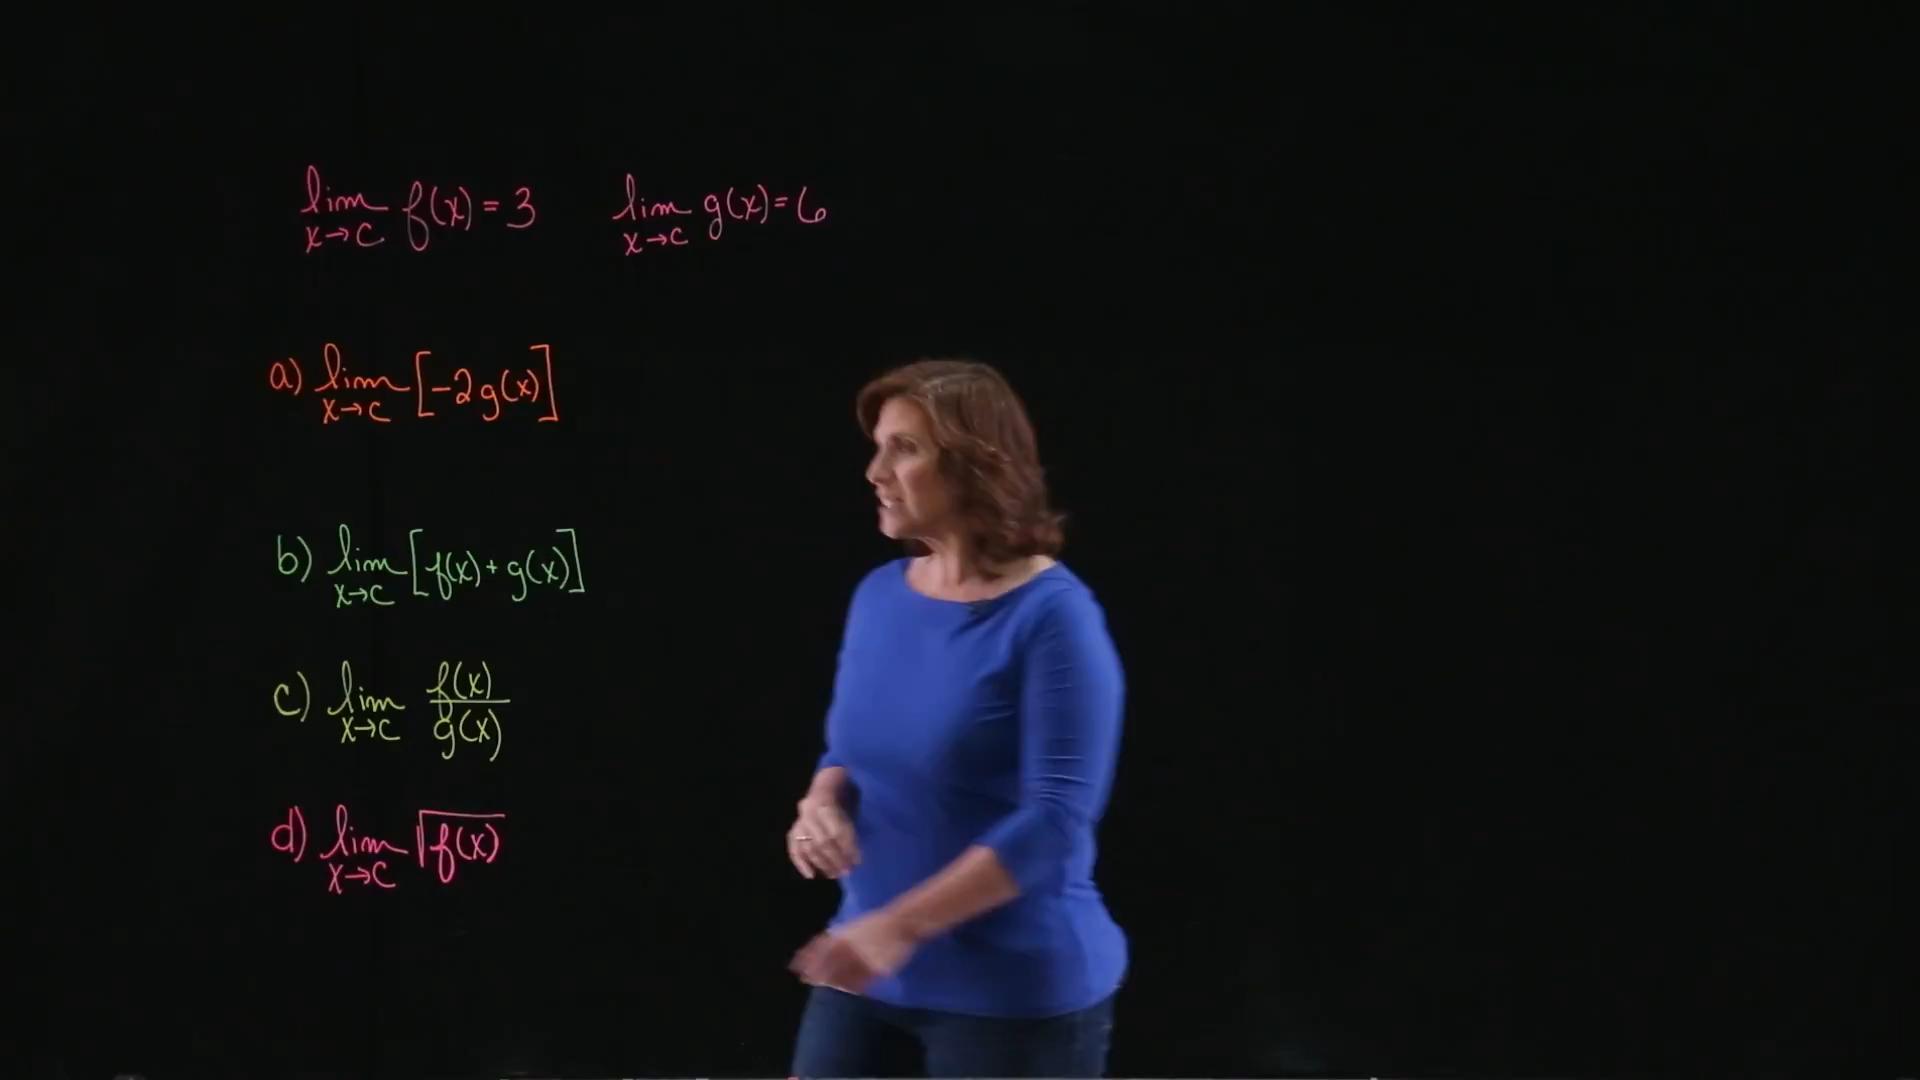 lim x→c f(x) = 3 lim x→c g(x) = 6
a) lim x→c [-2g(x)]
b) lim x→c [f(x) + g(x)]
c) lim x→c f(x)/g(x)
d) lim x→c √f(x)